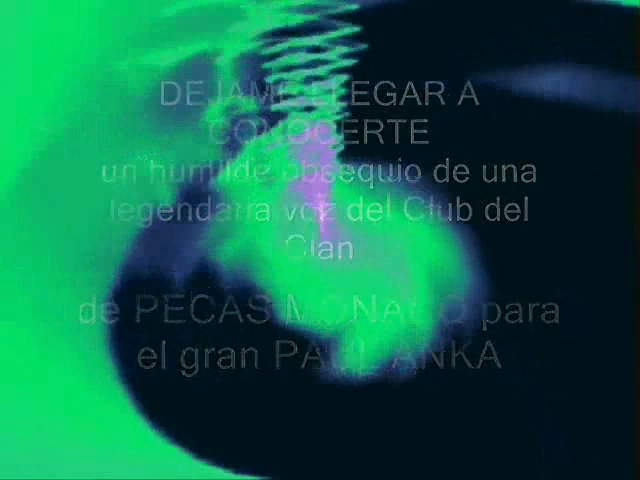 DEJAME LLEGAR A
CONOCERTE
un humilde obsequio de una
legendaria voz del Club del
Clan
de PECAS MONACO para
el gran PAUL ANKA